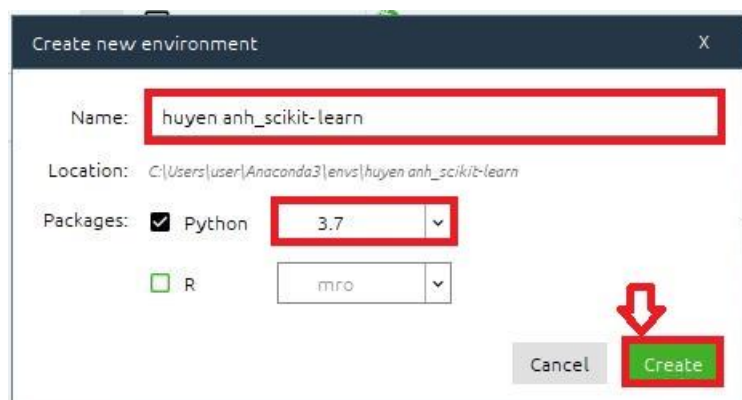 Create new environment X
Name: huyen anh_scikit-learn
Location: C:\Users\user\Anaconda3\envs\huyen anh_scikit-learn
Packages: Python 3.7
R mro
Cancel Create